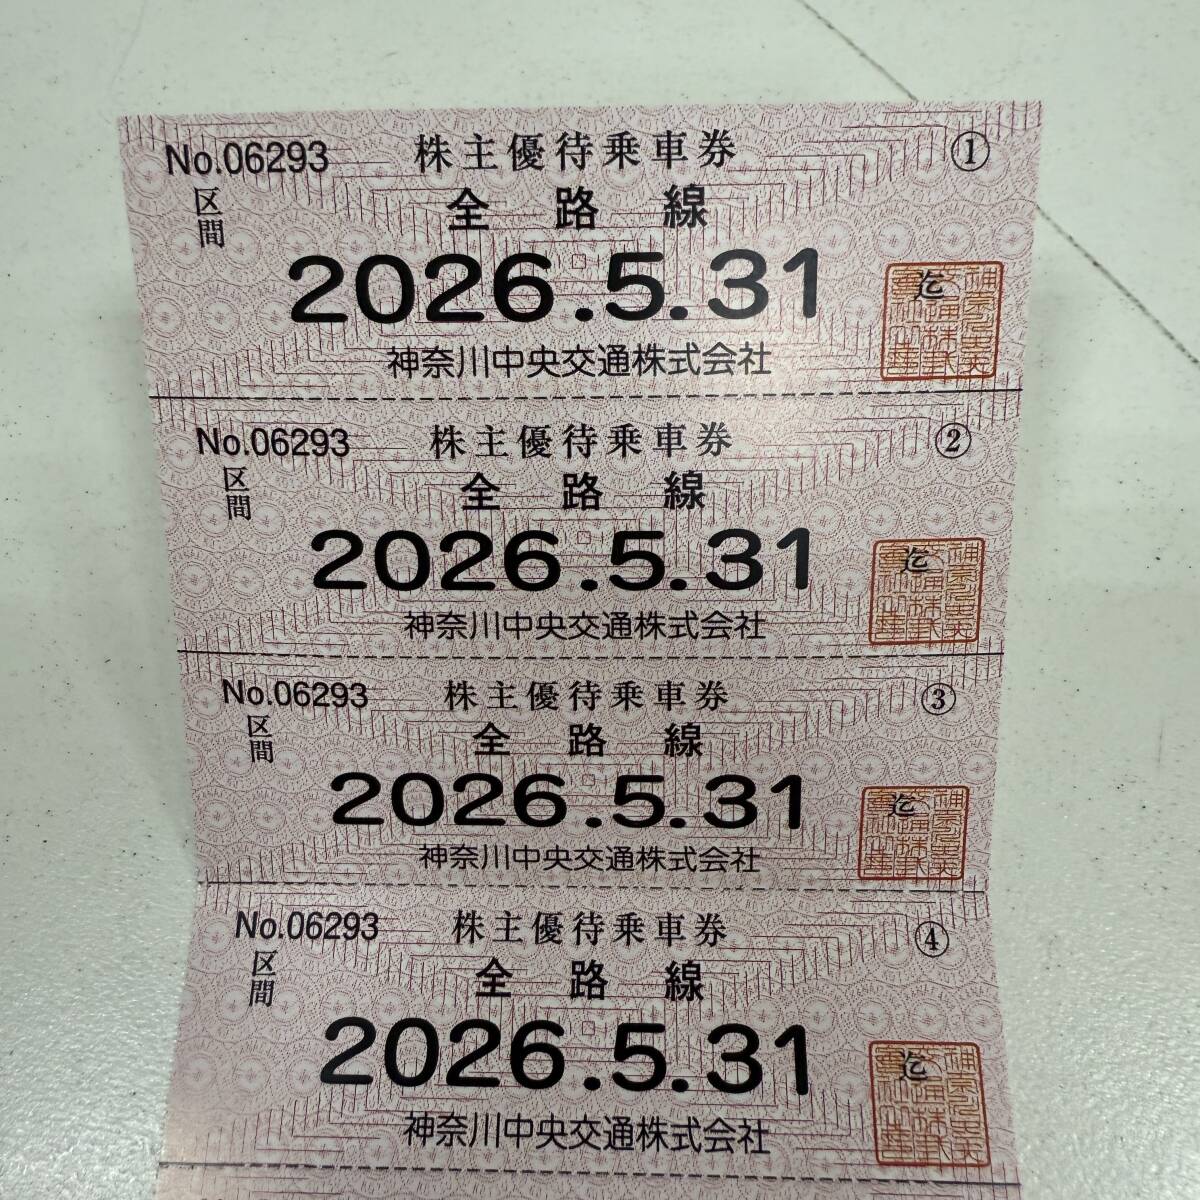 No.06293 株主優待乗車券 ①
区間 全路線
2026.5.31 迄
神奈川中央交通株式会社
No.06293 株主優待乗車券 ②
区間 全路線
2026.5.31 迄
神奈川中央交通株式会社
No.06293 株主優待乗車券 ③
区間 全路線
2026.5.31 迄
神奈川中央交通株式会社
No.06293 株主優待乗車券 ④
区間 全路線
2026.5.31 迄
神奈川中央交通株式会社